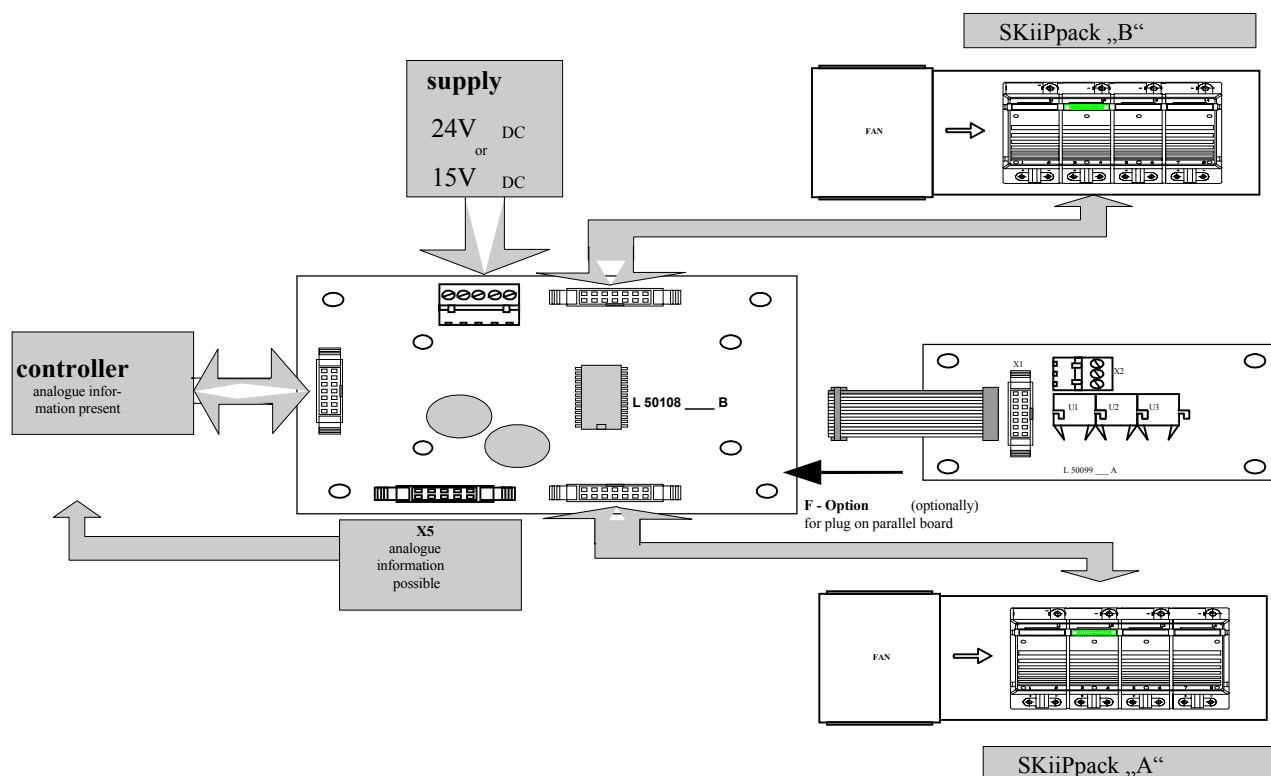 SKiiPpack „B“
supply
24V DC
or
15V DC
FAN
controller
analogue infor-
mation present
L 50108 ___ B
X1
X2
U1 U2 U3
L 50099 ___ A
F - Option (optionally)
for plug on parallel board
X5
analogue
information
possible
FAN
SKiiPpack „A“